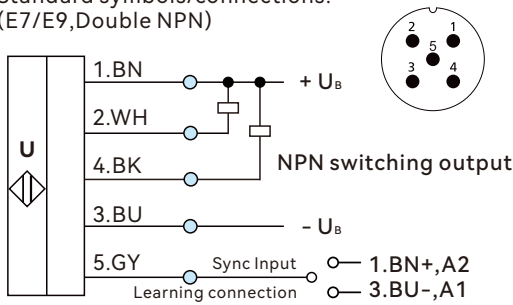 Standard symbols/connections:
(E7/E9,Double NPN)
2 1
5
3 4
1.BN
+ UB
2.WH
U
4.BK
NPN switching output
3.BU
- UB
5.GY
Sync Input
1.BN+,A2
Learning connection
3.BU-,A1